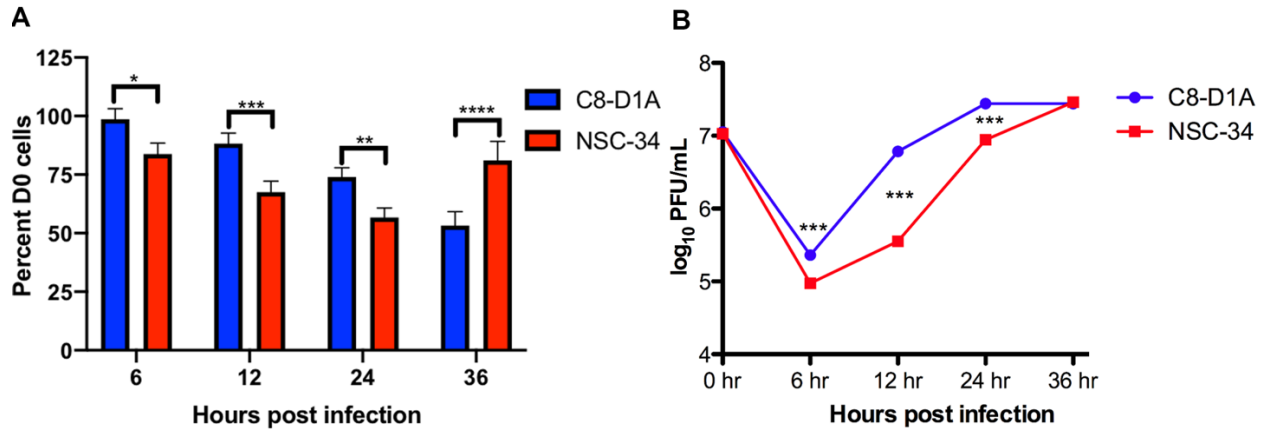 A
Percent D0 cells
125
100
75
50
25
0
*
***
**
****
6
12
24
36
Hours post infection
C8-D1A
NSC-34
B
log10 PFU/mL
8
7
6
5
4
***
***
***
0 hr
6 hr
12 hr
24 hr
36 hr
Hours post infection
C8-D1A
NSC-34